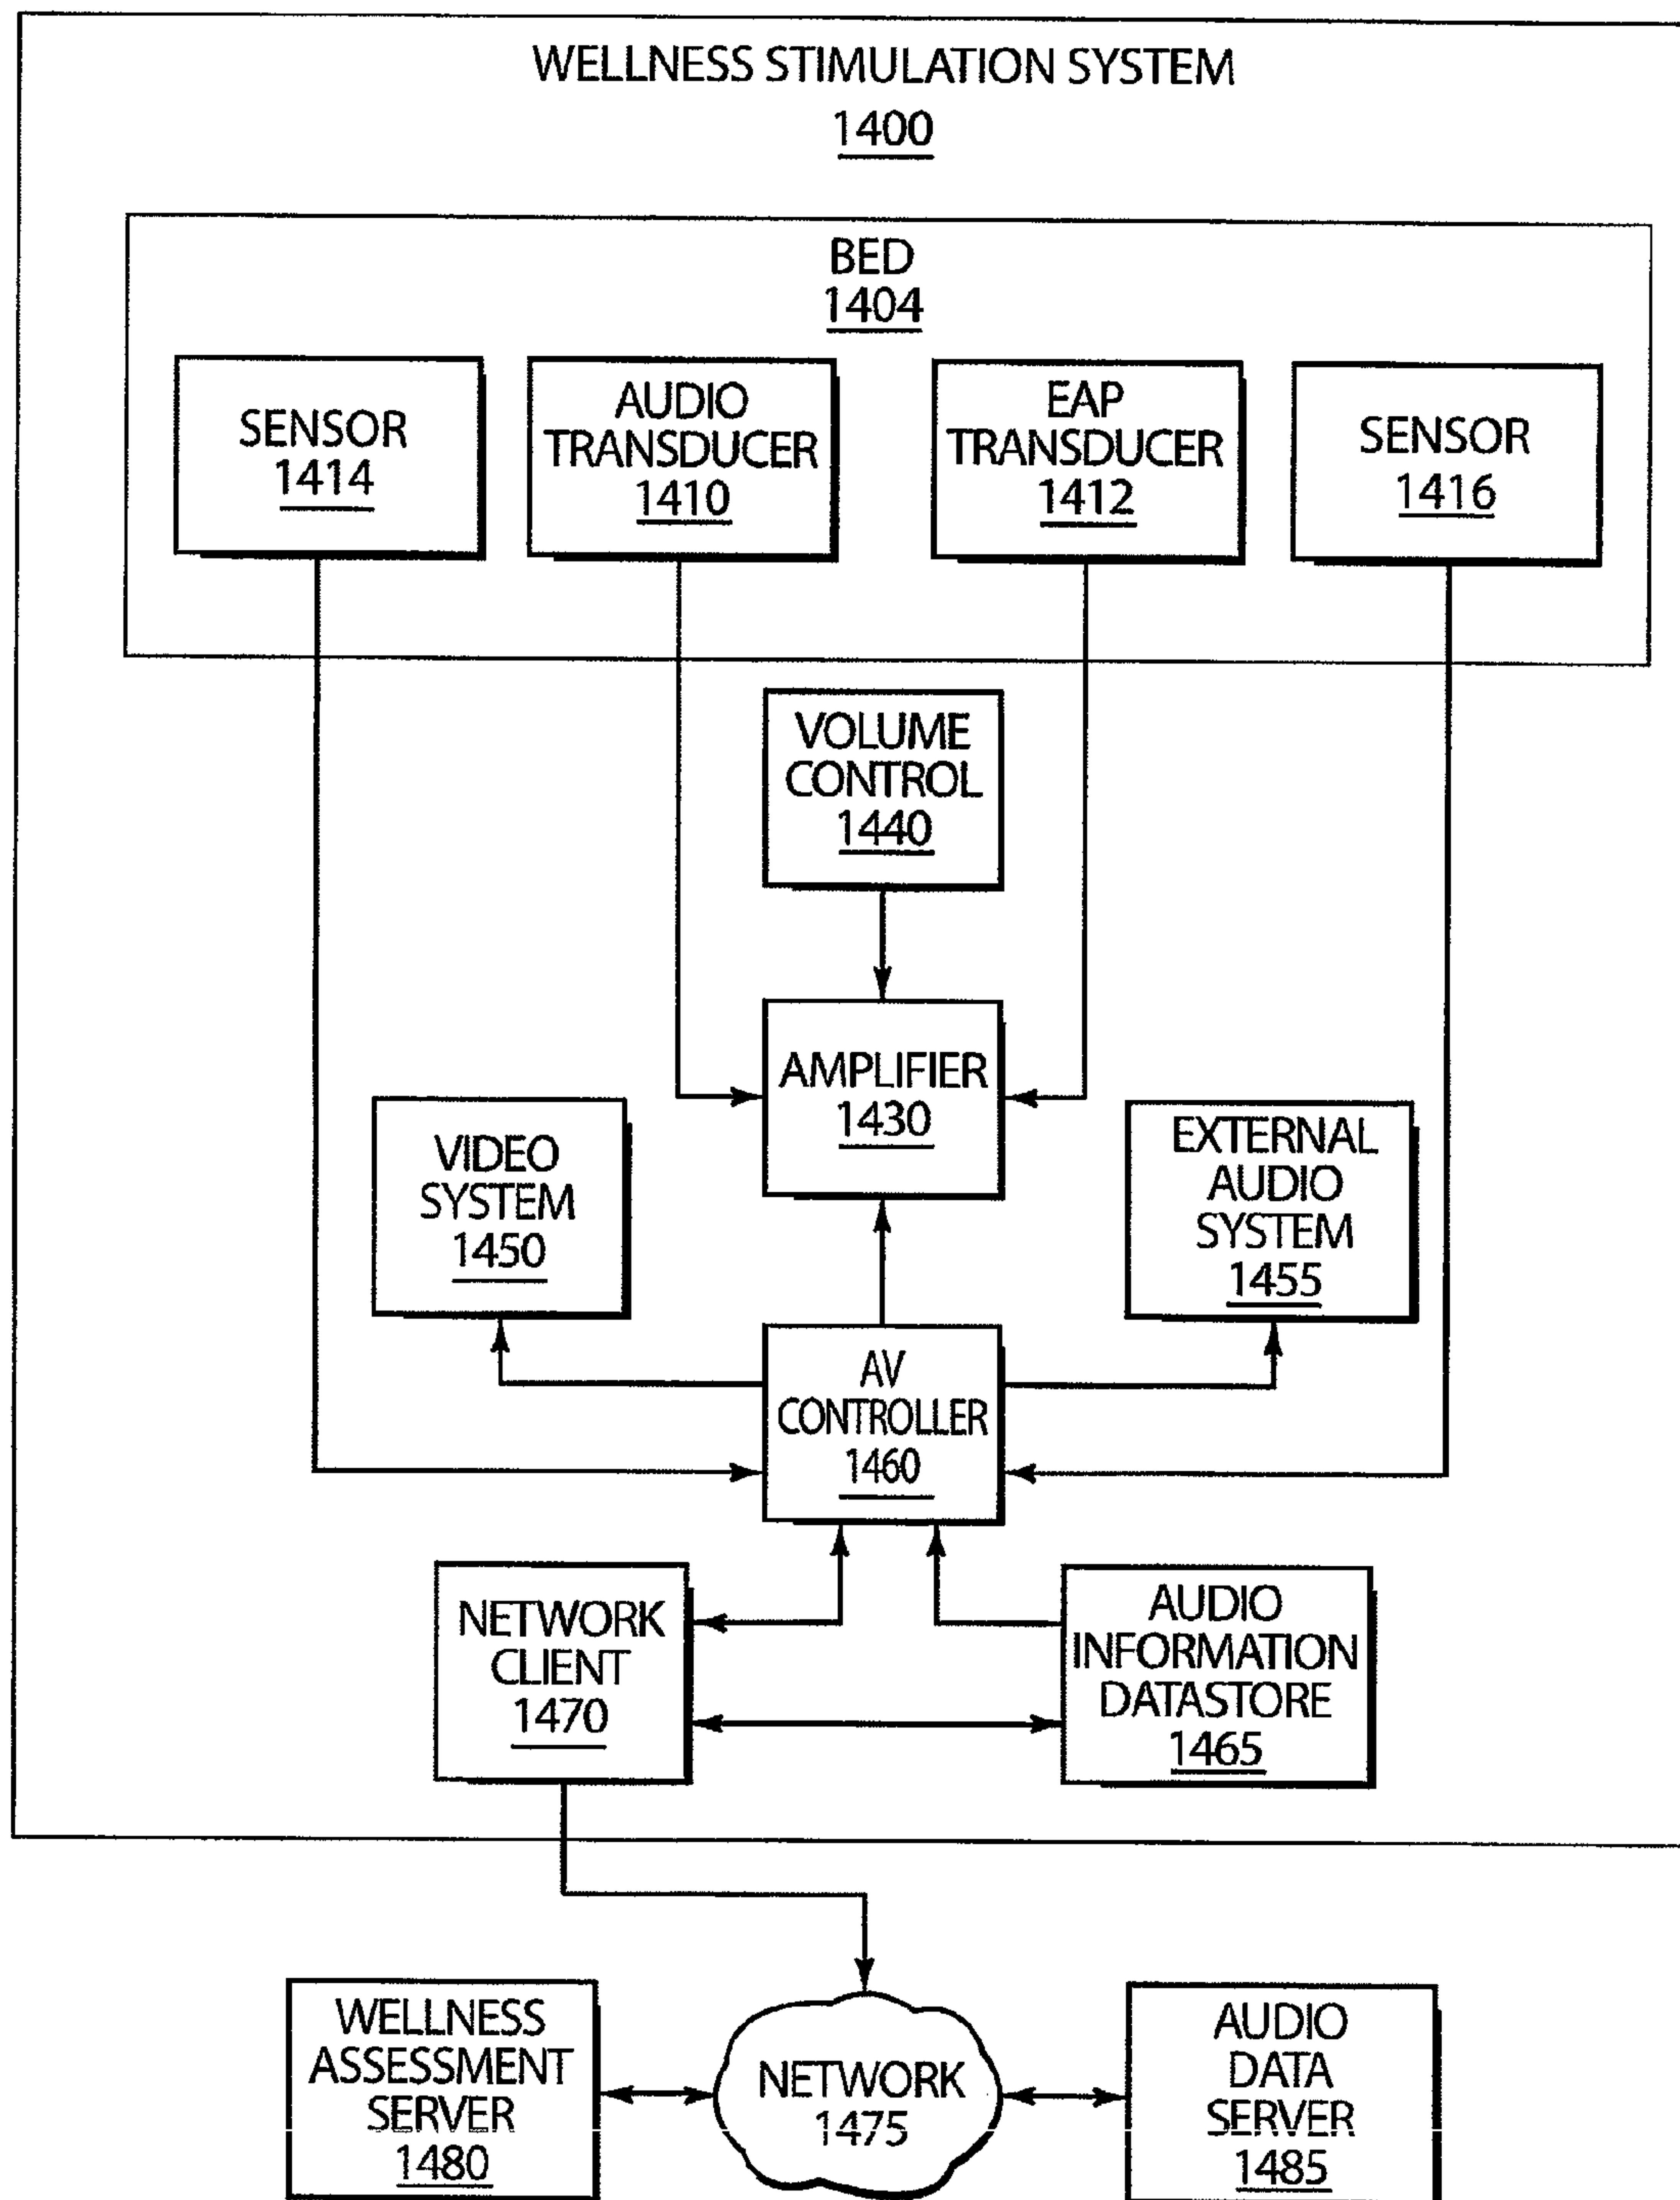 WELLNESS STIMULATION SYSTEM
1400
BED
1404
SENSOR
1414
AUDIO
TRANSDUCER
1410
EAP
TRANSDUCER
1412
SENSOR
1416
VOLUME
CONTROL
1440
AMPLIFIER
1430
VIDEO
SYSTEM
1450
EXTERNAL
AUDIO
SYSTEM
1455
AV
CONTROLLER
1460
NETWORK
CLIENT
1470
AUDIO
INFORMATION
DATASTORE
1465
WELLNESS
ASSESSMENT
SERVER
1480
NETWORK
1475
AUDIO
DATA
SERVER
1485